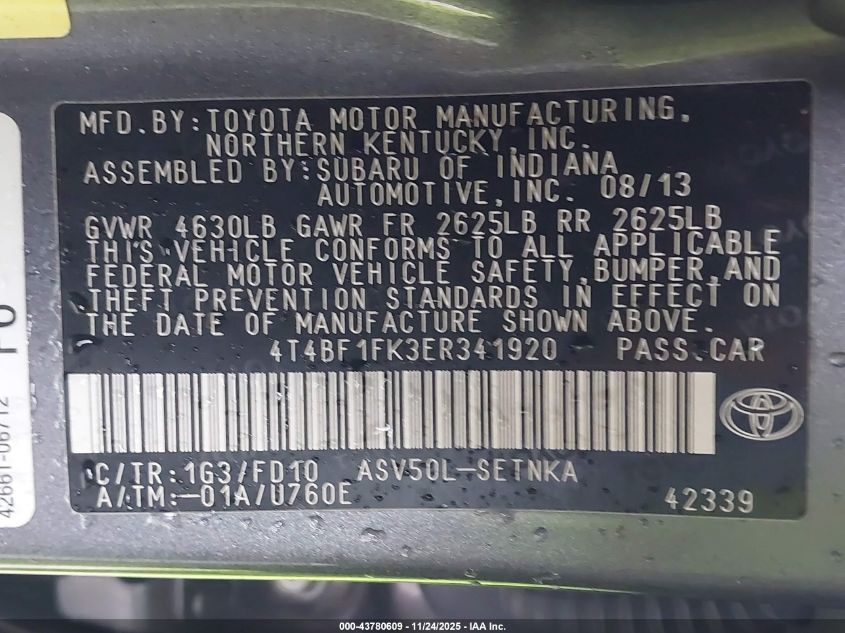 MFD.BY:TOYOTA MOTOR MANUFACTURING,
NORTHERN KENTUCKY,INC.
ASSEMBLED BY:SUBARU OF INDIANA
AUTOMOTIVE,INC. 08/13
GVWR 4630LB GAWR FR 2625LB RR 2625LB
THIS VEHICLE CONFORMS TO ALL APPLICABLE
FEDERAL MOTOR VEHICLE SAFETY,BUMPER,AND
THEFT PREVENTION STANDARDS IN EFFECT ON
THE DATE OF MANUFACTURE SHOWN ABOVE.
4T4BF1FK3ER341920 PASS.CAR
C/TR:1G3/FD10 ASV50L-SETNKA
A/TM:-01A/U760E
42339
42661-06712
000-43780609 - 11/24/2025 - IAA Inc.